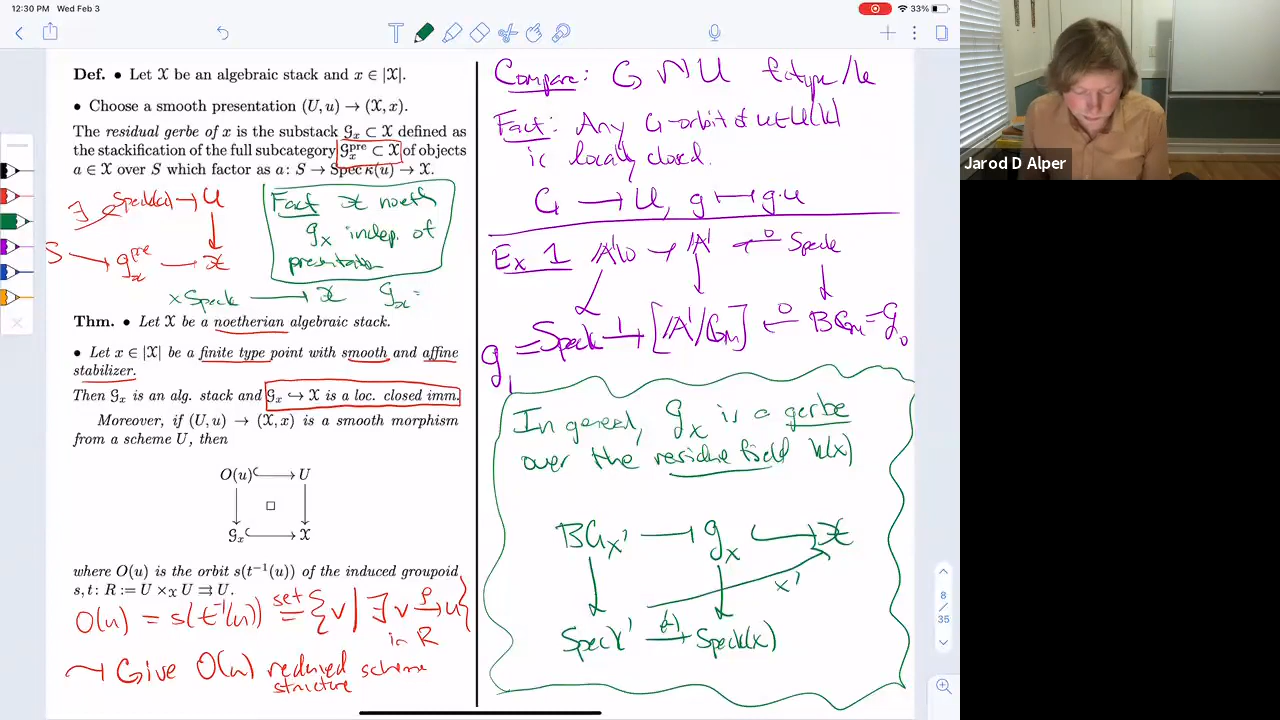 12:30 PM Wed Feb 3
33%
Def. • Let 𝒳 be an algebraic stack and x ∈ |𝒳|.
• Choose a smooth presentation (U, u) → (𝒳, x).
The residual gerbe of x is the substack 𝒢ₓ ⊂ 𝒳 defined as
the stackification of the full subcategory 𝒢ₓᵖʳᵉ ⊂ 𝒳 of objects
a ∈ 𝒳 over S which factor as a: S → Spec κ(u) → 𝒳.
∃ Spec k(u) → U
S → 𝒢ₓᵖʳᵉ → 𝒳
Fact 𝒳 noeth
𝒢ₓ indep. of
presentation
x Spec k → 𝒳 𝒢ₓ =
Thm. • Let 𝒳 be a noetherian algebraic stack.
• Let x ∈ |𝒳| be a finite type point with smooth and affine
stabilizer.
Then 𝒢ₓ is an alg. stack and 𝒢ₓ ↪ 𝒳 is a loc. closed imm.
Moreover, if (U, u) → (𝒳, x) is a smooth morphism
from a scheme U, then
O(u) ↪ U
□
𝒢ₓ ↪ 𝒳
where O(u) is the orbit s(t⁻¹(u)) of the induced groupoid
s, t: R := U ×_𝒳 U ⇉ U.
O(u) = s(t⁻¹(u)) =^set {v | ∃ v →^ρ u}
in R
⇝ Give O(u) reduced scheme
structure
Compare: G ↷ U f.type/k
Fact: Any G-orbit of u∈U(k)
is locally closed.
G → U, g ↦ g·u
Ex 1 𝔸¹\0 → 𝔸¹ ←^0 Spec k
𝒢₁ = Spec k →^1 [𝔸¹/𝔾m] ←^0 B𝔾m = 𝒢₀
In general, 𝒢ₓ is a gerbe
over the residue field k(x)
BGₓ' → 𝒢ₓ ↪ 𝒳
x'
Spec k' → Spec k(x)
8
/
35
Jarod D Alper